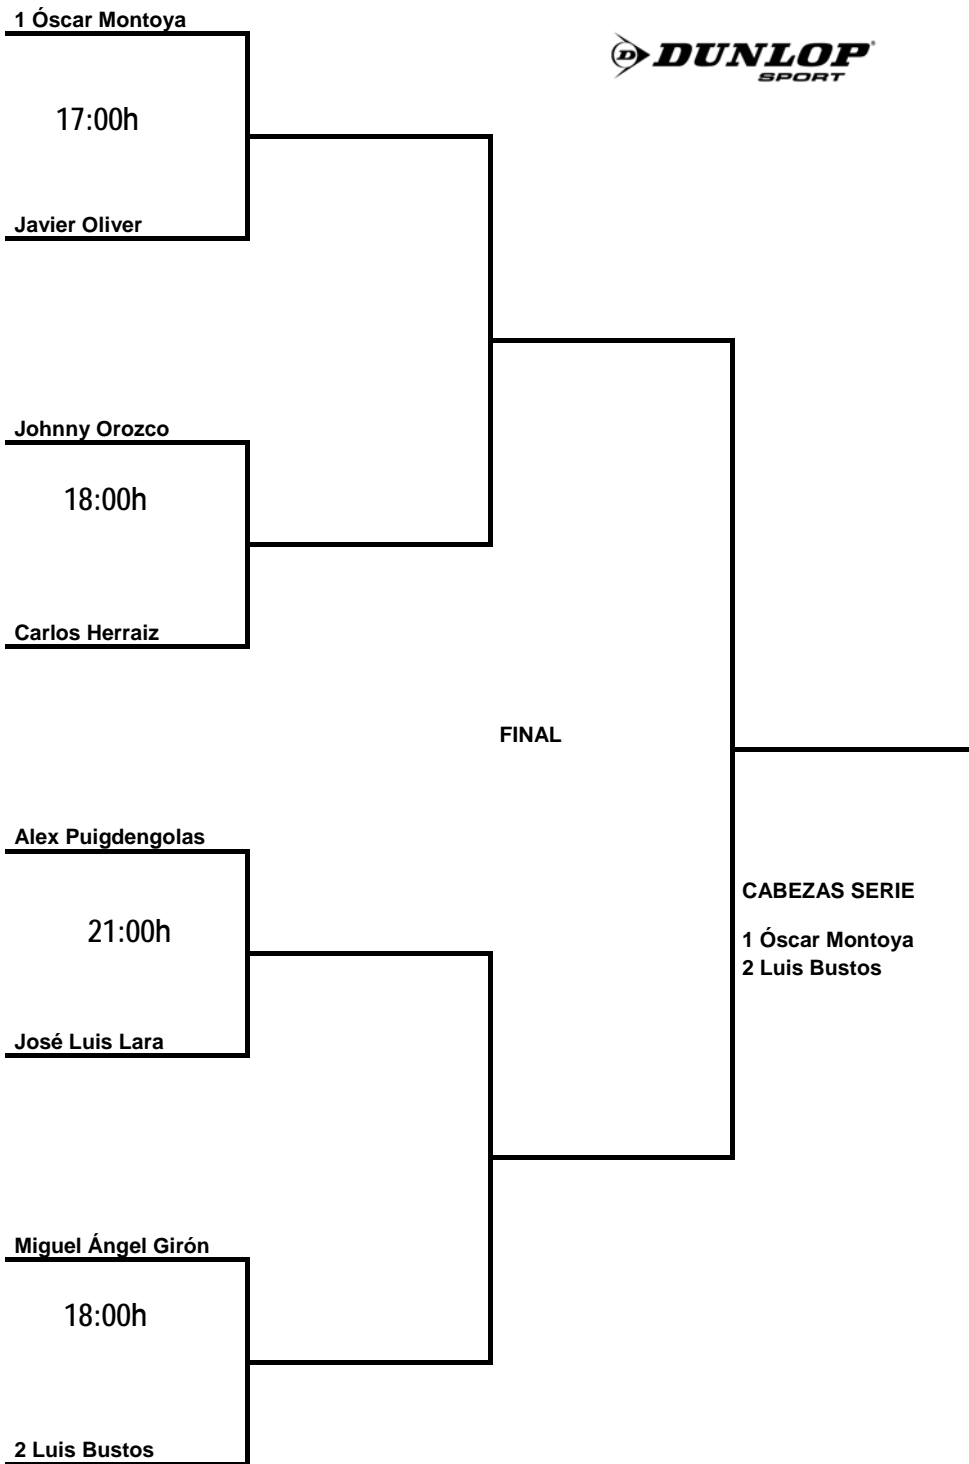 1 Óscar Montoya
DUNLOP
SPORT
17:00h
Javier Oliver
Johnny Orozco
18:00h
Carlos Herraiz
FINAL
Alex Puigdengolas
CABEZAS SERIE
21:00h
1 Óscar Montoya
2 Luis Bustos
José Luis Lara
Miguel Ángel Girón
18:00h
2 Luis Bustos